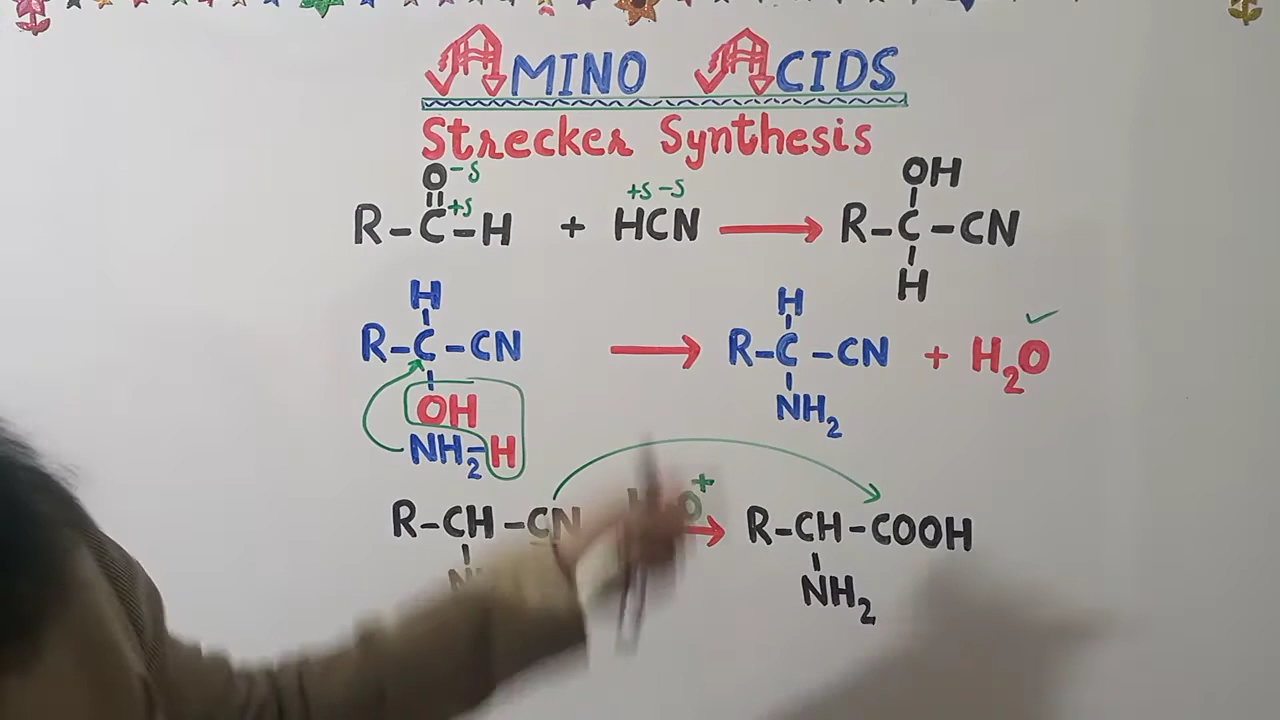 AMINO ACIDS
Strecker Synthesis
O -δ OH
+δ +δ -δ
R-C-H + HCN → R-C-CN
H
H H
R-C-CN → R-C-CN + H2O
OH NH2
NH2-H
R-CH-CN + → R-CH-COOH
NH2